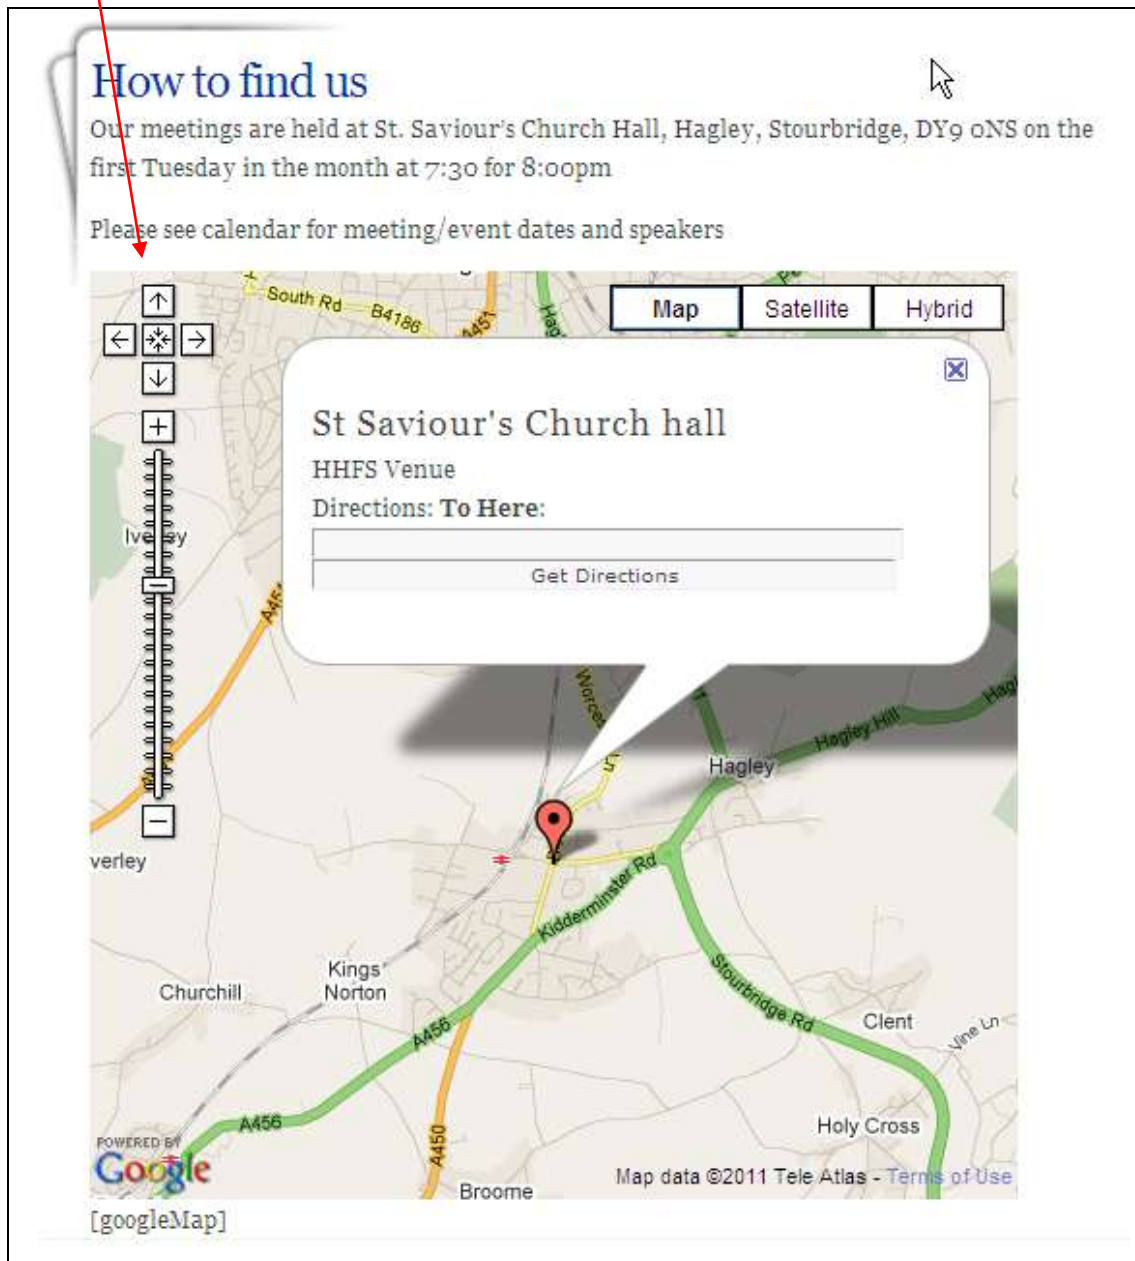 How to find us
Our meetings are held at St. Saviour's Church Hall, Hagley, Stourbridge, DY9 0NS on the
first Tuesday in the month at 7:30 for 8:00pm
Please see calendar for meeting/event dates and speakers
South Rd
B4186
A451
Map
Satellite
Hybrid
St Saviour's Church hall
HHFS Venue
Directions: To Here:
Get Directions
Iverley
Hagley Hill
Hagley
verley
Kidderminster Rd
Kings
Norton
Churchill
Stourbridge Rd
Clent
Vine Ln
A456
A456
A450
Holy Cross
POWERED BY
Google
Broome
Map data ©2011 Tele Atlas - Terms of Use
[googleMap]